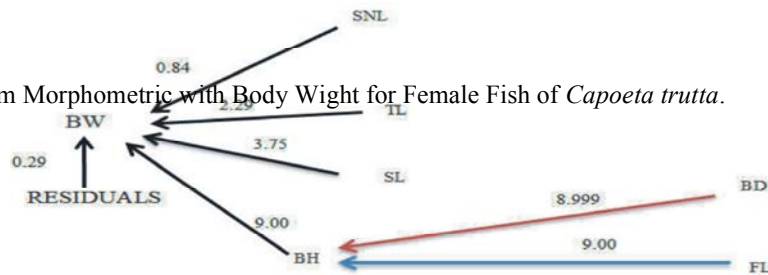 SNL
0.84
m Morphometric with Body Wight for Female Fish of Capoeta trutta.
2.29
TL
BW
3.75
0.29
SL
RESIDUALS
8.999
BD
9.00
9.00
BH
FL